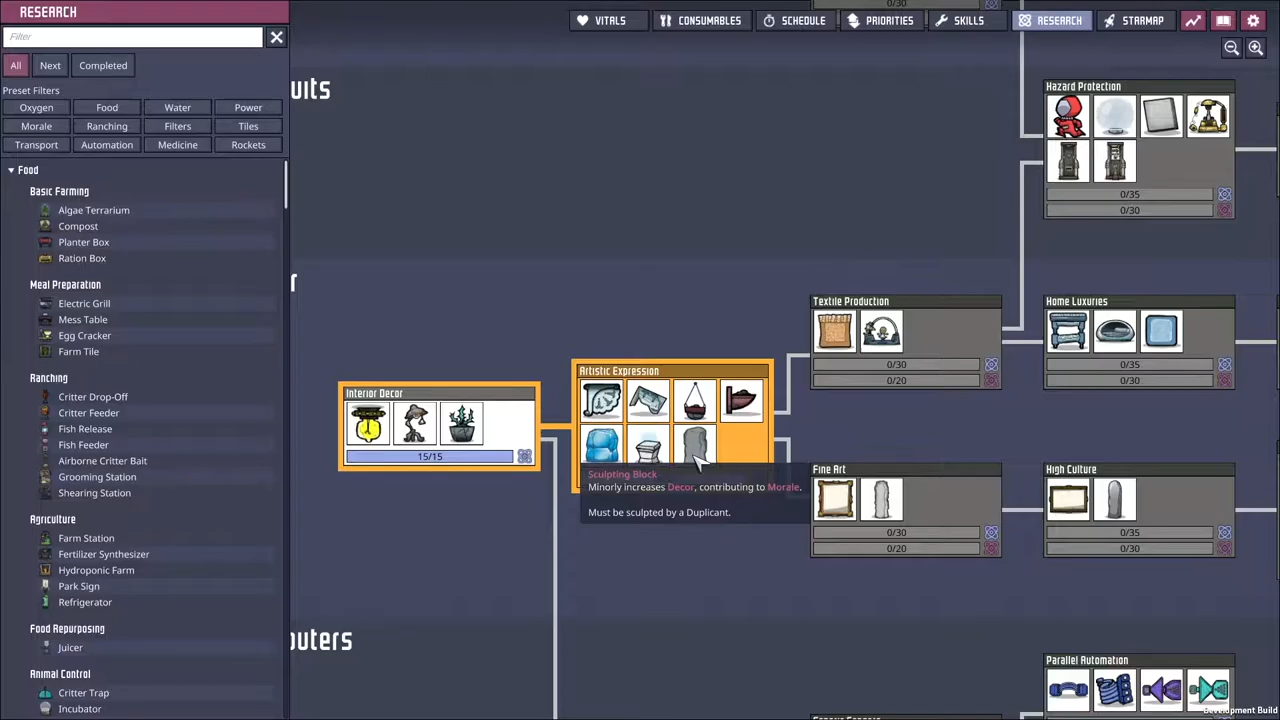 RESEARCH
VITALS
CONSUMABLES
SCHEDULE
PRIORITIES
SKILLS
RESEARCH
STARMAP
0/30
Filter
All
Next
Completed
Preset Filters
Oxygen
Food
Water
Power
Morale
Ranching
Filters
Tiles
Transport
Automation
Medicine
Rockets
Food
Basic Farming
Algae Terrarium
Compost
Planter Box
Ration Box
Meal Preparation
Electric Grill
Mess Table
Egg Cracker
Farm Tile
Ranching
Critter Drop-Off
Critter Feeder
Fish Release
Fish Feeder
Airborne Critter Bait
Grooming Station
Shearing Station
Agriculture
Farm Station
Fertilizer Synthesizer
Hydroponic Farm
Park Sign
Refrigerator
Food Repurposing
Juicer
Animal Control
Critter Trap
Incubator
uits
r
outers
Interior Decor
15/15
Artistic Expression
Sculpting Block
Minorly increases Decor, contributing to Morale.
Must be sculpted by a Duplicant.
Textile Production
0/30
0/20
Fine Art
0/30
0/20
Hazard Protection
0/35
0/30
Home Luxuries
0/35
0/30
High Culture
0/35
0/30
Parallel Automation
Development Build